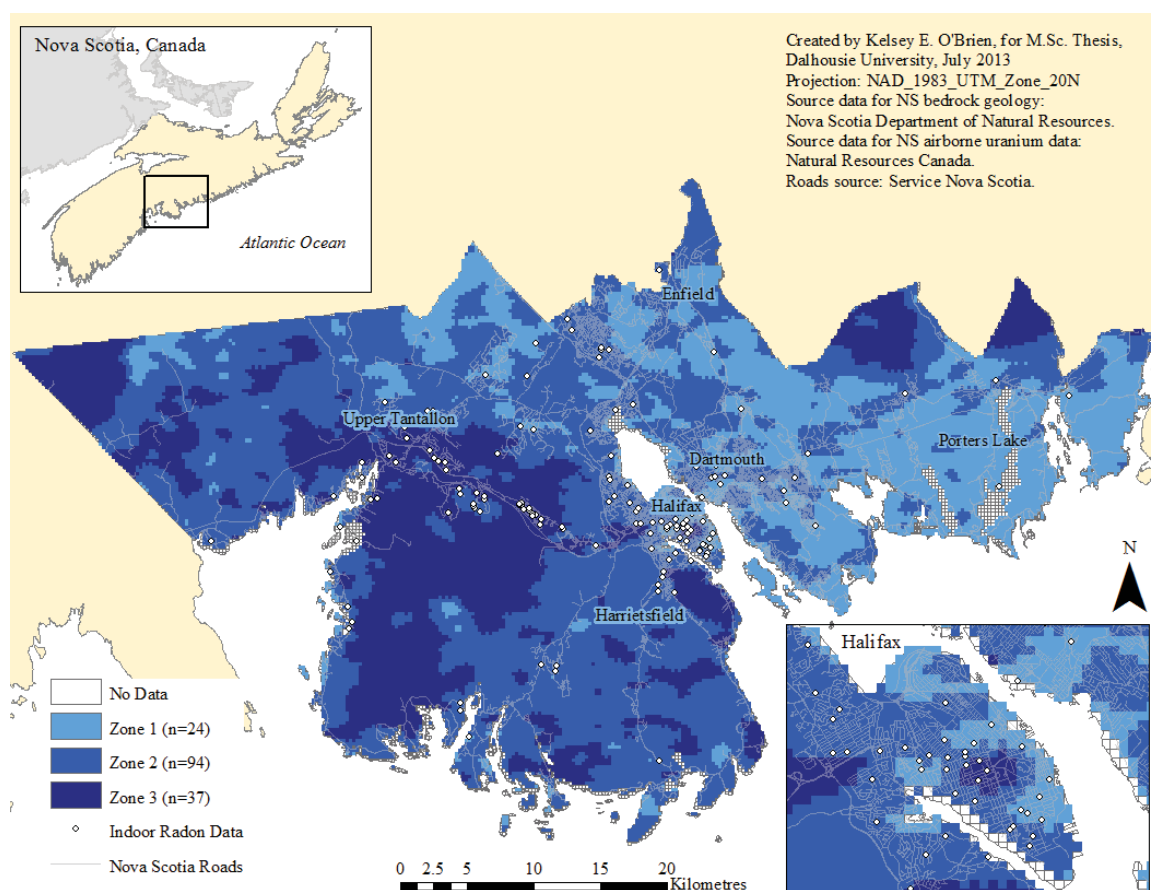 Nova Scotia, Canada
Atlantic Ocean
Created by Kelsey E. O'Brien, for M.Sc. Thesis,
Dalhousie University, July 2013
Projection: NAD_1983_UTM_Zone_20N
Source data for NS bedrock geology:
Nova Scotia Department of Natural Resources.
Source data for NS airborne uranium data:
Natural Resources Canada.
Roads source: Service Nova Scotia.
Enfield
Upper Tantallon
Porters Lake
Dartmouth
Halifax
Harrietsfield
N
Halifax
No Data
Zone 1 (n=24)
Zone 2 (n=94)
Zone 3 (n=37)
Indoor Radon Data
Nova Scotia Roads
0 2.5 5 10 15 20
Kilometres